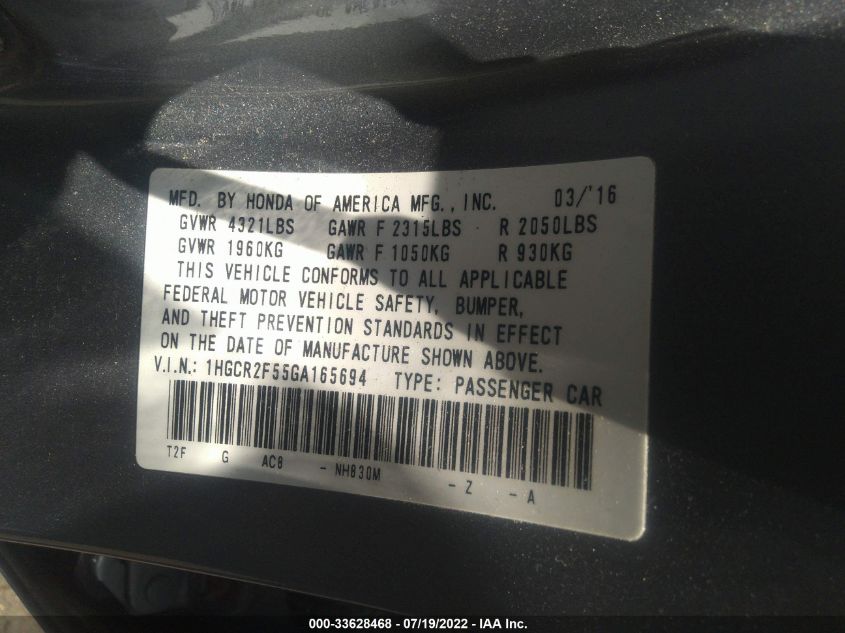 MFD. BY HONDA OF AMERICA MFG., INC. 03/'16
GVWR 4321LBS GAWR F 2315LBS R 2050LBS
GVWR 1960KG GAWR F 1050KG R 930KG
THIS VEHICLE CONFORMS TO ALL APPLICABLE
FEDERAL MOTOR VEHICLE SAFETY, BUMPER,
AND THEFT PREVENTION STANDARDS IN EFFECT
ON THE DATE OF MANUFACTURE SHOWN ABOVE.
V.I.N.: 1HGCR2F55GA165694 TYPE: PASSENGER CAR
T2F G AC8 - NH830M - Z - A
000-33628468 - 07/19/2022 - IAA Inc.